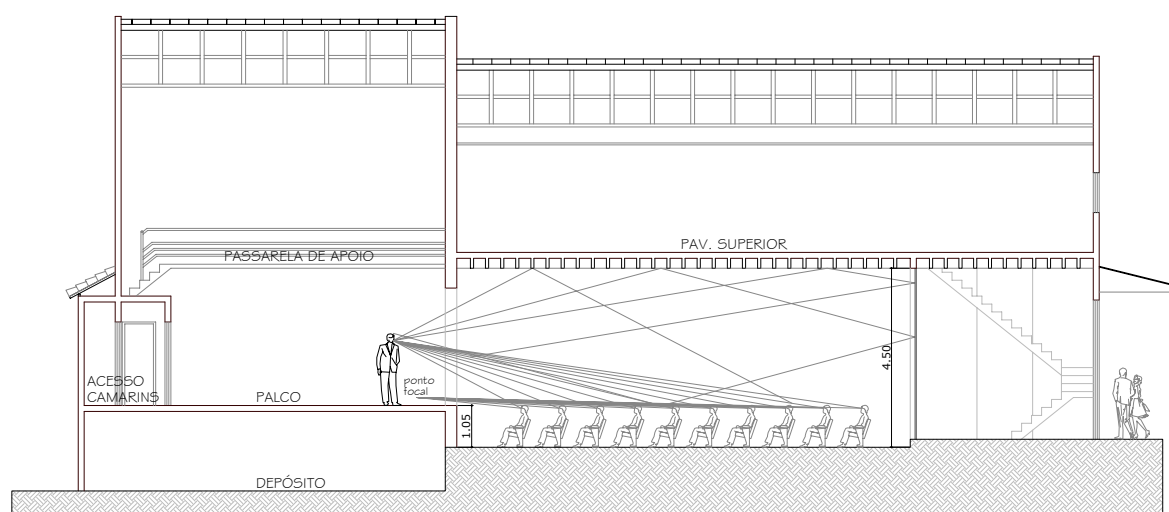 PAV. SUPERIOR
PASSARELA DE APOIO
4.50
ponto
focal
ACESSO
CAMARINS
PALCO
1.05
DEPÓSITO